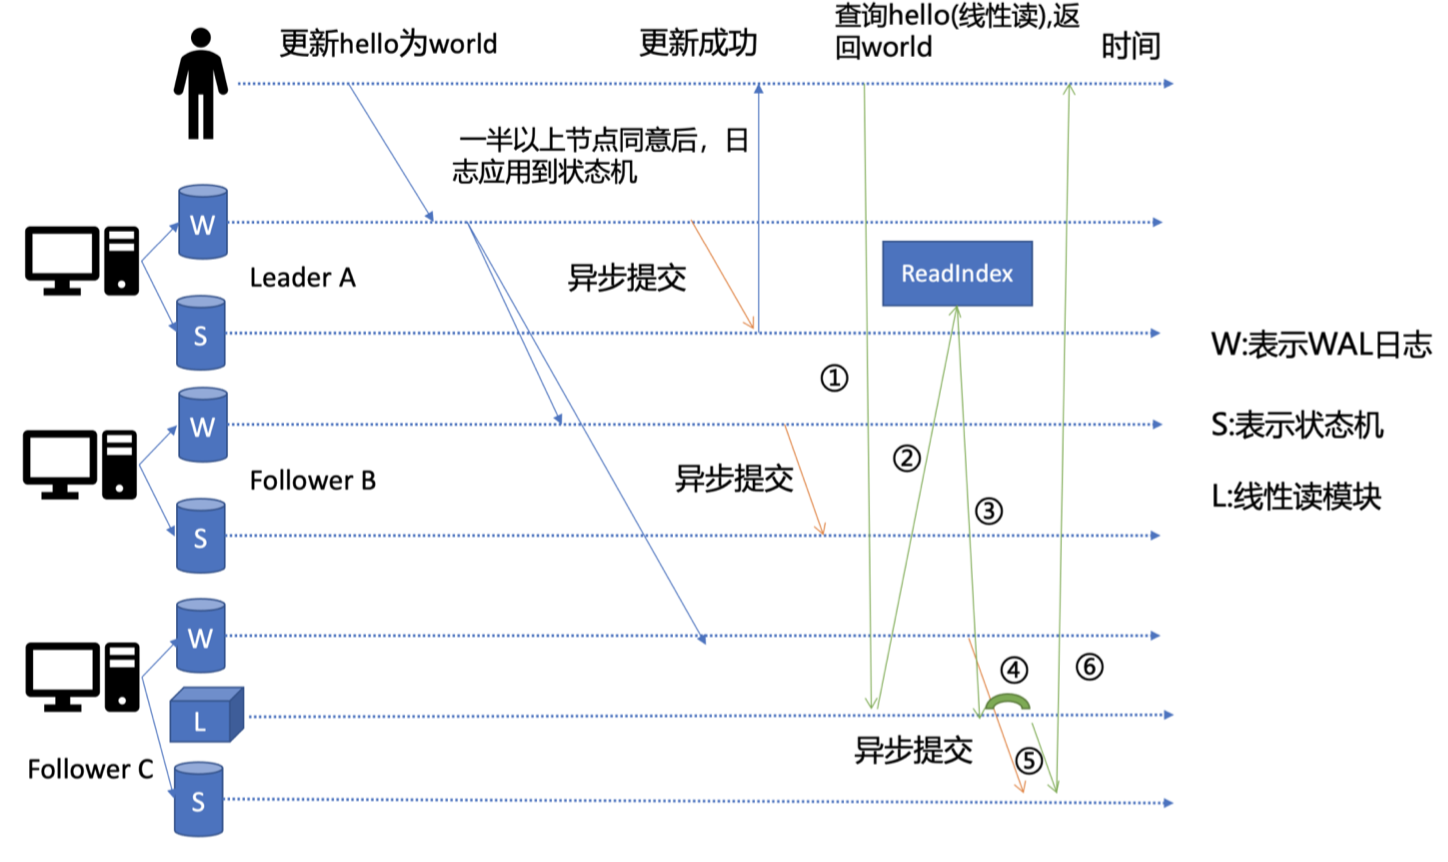 更新hello为world
更新成功
查询hello(线性读),返
回world
时间
一半以上节点同意后，日
志应用到状态机
W
Leader A
异步提交
ReadIndex
S
W:表示WAL日志
①
W
S:表示状态机
②
Follower B
异步提交
L:线性读模块
③
S
W
④
⑥
L
异步提交
⑤
Follower C
S